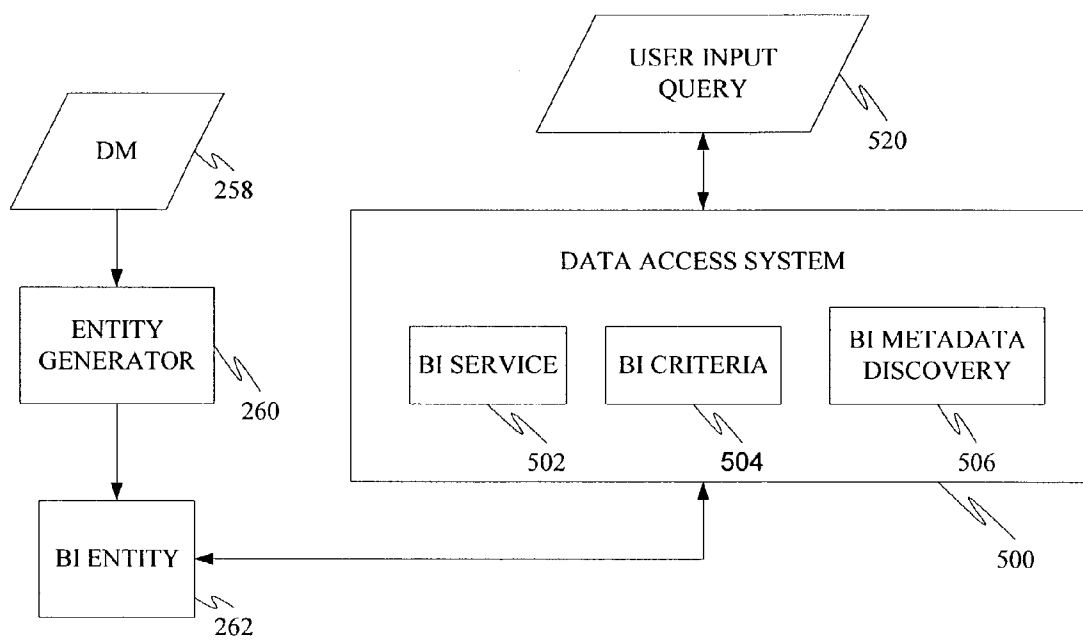 USER INPUT
QUERY
520
DM
258
DATA ACCESS SYSTEM
ENTITY
GENERATOR
260
BI SERVICE
502
BI CRITERIA
504
BI METADATA
DISCOVERY
506
500
BI ENTITY
262